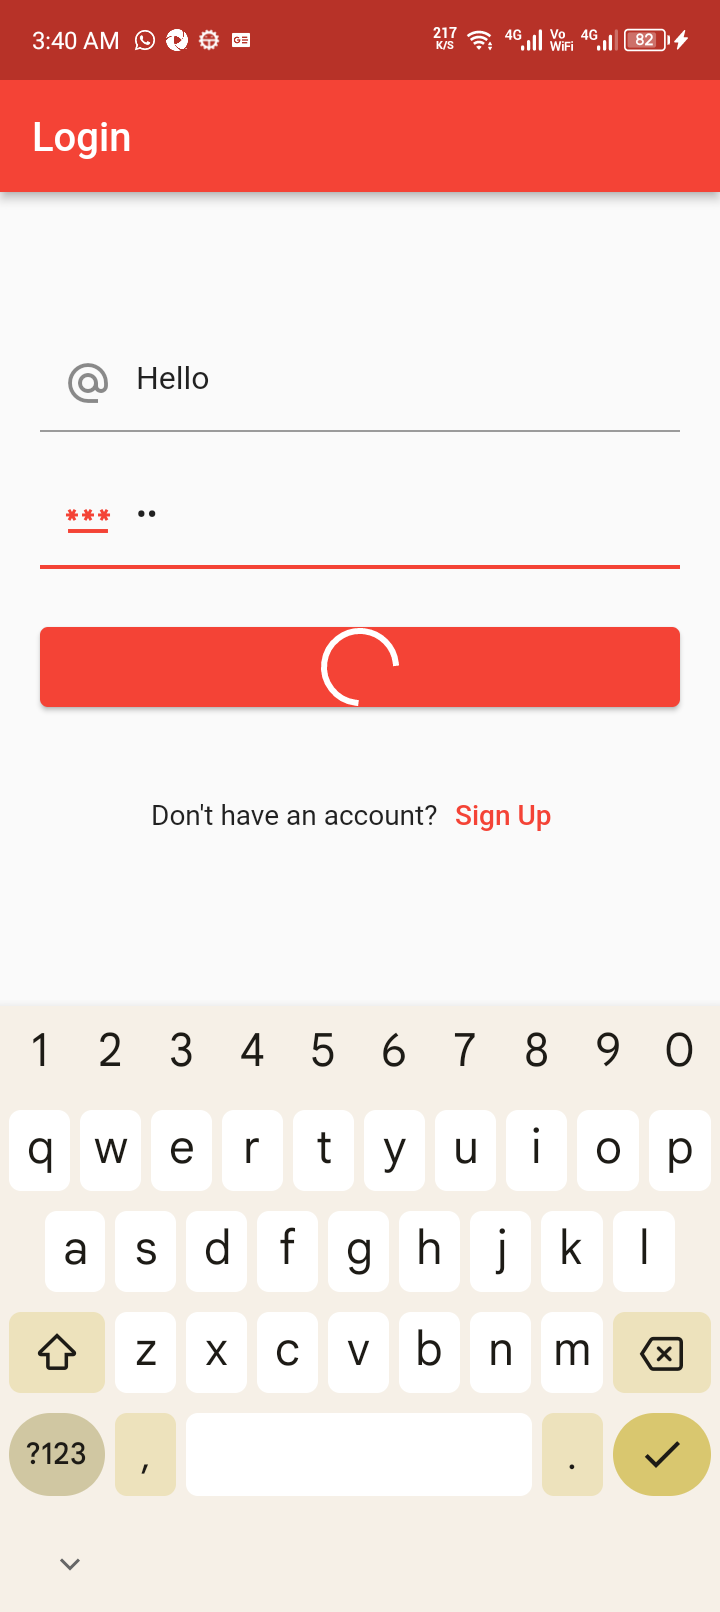 3:40 AM 217 K/S 4G Vo WiFi 4G 82
Login
Hello
***
••
Don't have an account? Sign Up
1 2 3 4 5 6 7 8 9 0
q w e r t y u i o p
a s d f g h j k l
z x c v b n m
?123 , .